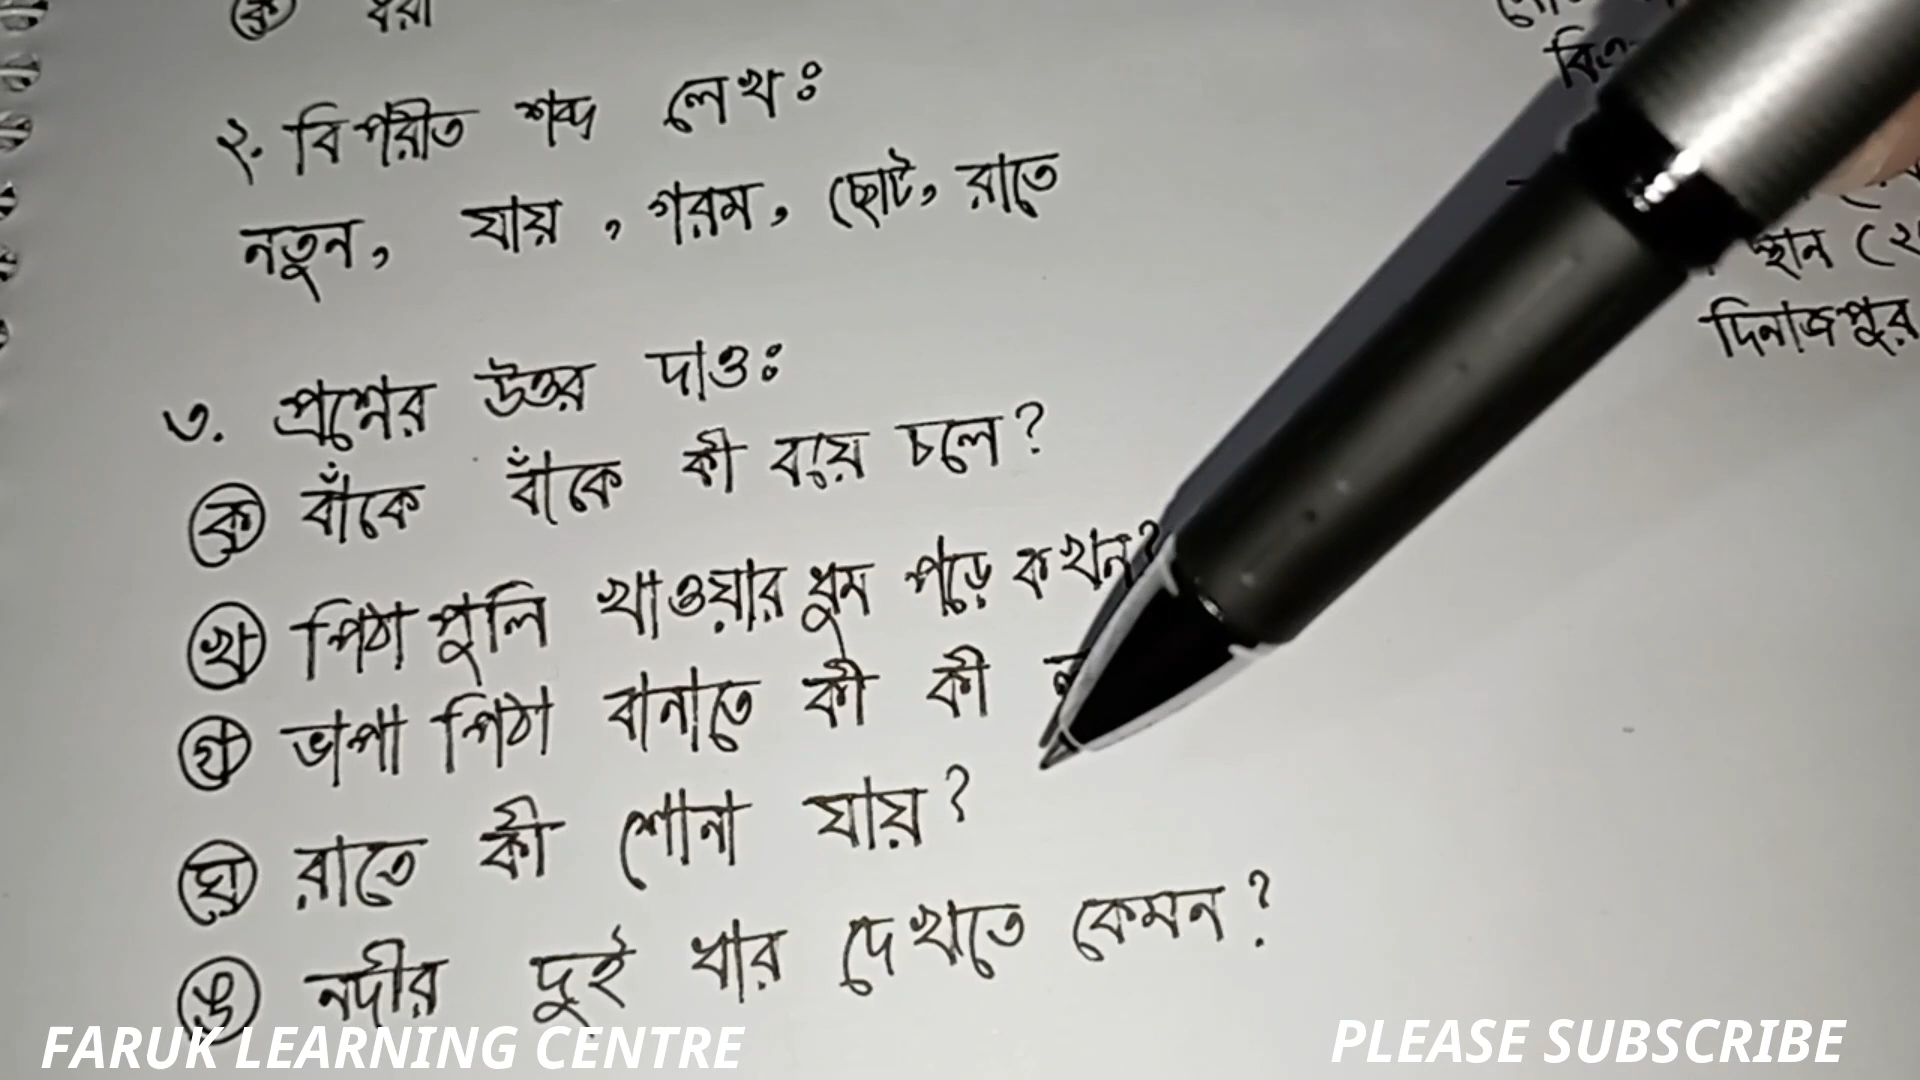 ২. বিপরীত শব্দ লেখঃ
নতুন, যায়, গরম, ছোট, রাতে
৩. প্রশ্নের উত্তর দাওঃ
ক বাঁকে বাঁকে কী বয়ে চলে?
খ পিঠা পুলি খাওয়ার ধুম পড়ে কখন?
গ ভাপা পিঠা বানাতে কী কী
ঘ রাতে কী শোনা যায়?
ঙ নদীর দুই ধার দেখতে কেমন?
স্থান (২
দিনাজপুর
FARUK LEARNING CENTRE
PLEASE SUBSCRIBE